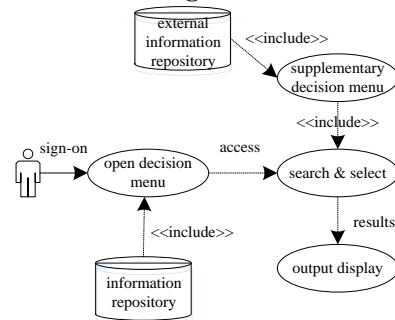 external
information
repository
<<include>>
supplementary
decision menu
<<include>>
sign-on
open decision
menu
access
search & select
<<include>>
results
information
repository
output display